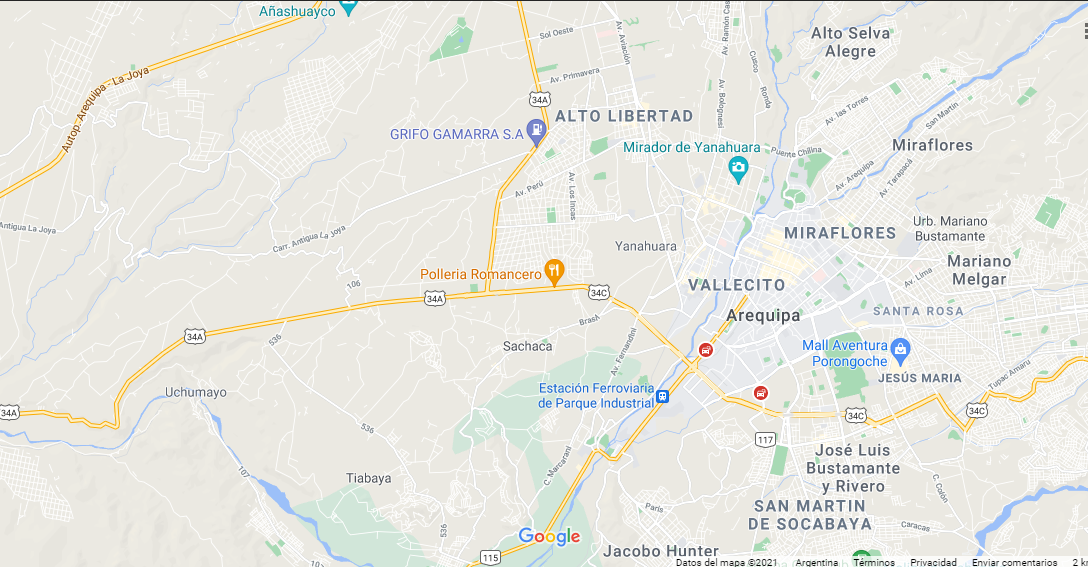 Añashuayco
Sol Oeste
Av. Aviación
Av. Ramón Cas
Alto Selva
Alegre
Cusco
Ronda
Autop. Arequipa - La Joya
Av. Primavera
34A
ALTO LIBERTAD
Av. Bolognesi
Av. las Torres
San Martin
GRIFO GAMARRA S.A
Mirador de Yanahuara
Puente Chilina
Miraflores
Av. Perú
Av. Los Incas
Av. Arequipa
Av. Tarapacá
Antigua La Joya
Carr. Antigua La Joya
Yanahuara
MIRAFLORES
Urb. Mariano
Bustamante
Mariano
Melgar
Av. Lima
Polleria Romancero
106
34A
34C
VALLECITO
Arequipa
SANTA ROSA
34A
536
Sachaca
Brasil
Av. Fernandini
Mall Aventura
Porongoche
JESÚS MARIA
Tupac Amaru
Uchumayo
Estación Ferroviaria
de Parque Industrial
34A
34C
34C
536
117
107
Tiabaya
C. Marcarani
José Luis
Bustamante
y Rivero
C. Colón
París
SAN MARTIN
DE SOCABAYA
Caracas
536
Google
115
Jacobo Hunter
Datos del mapa ©2021
Argentina
Términos
Privacidad
Enviar comentarios
2 k